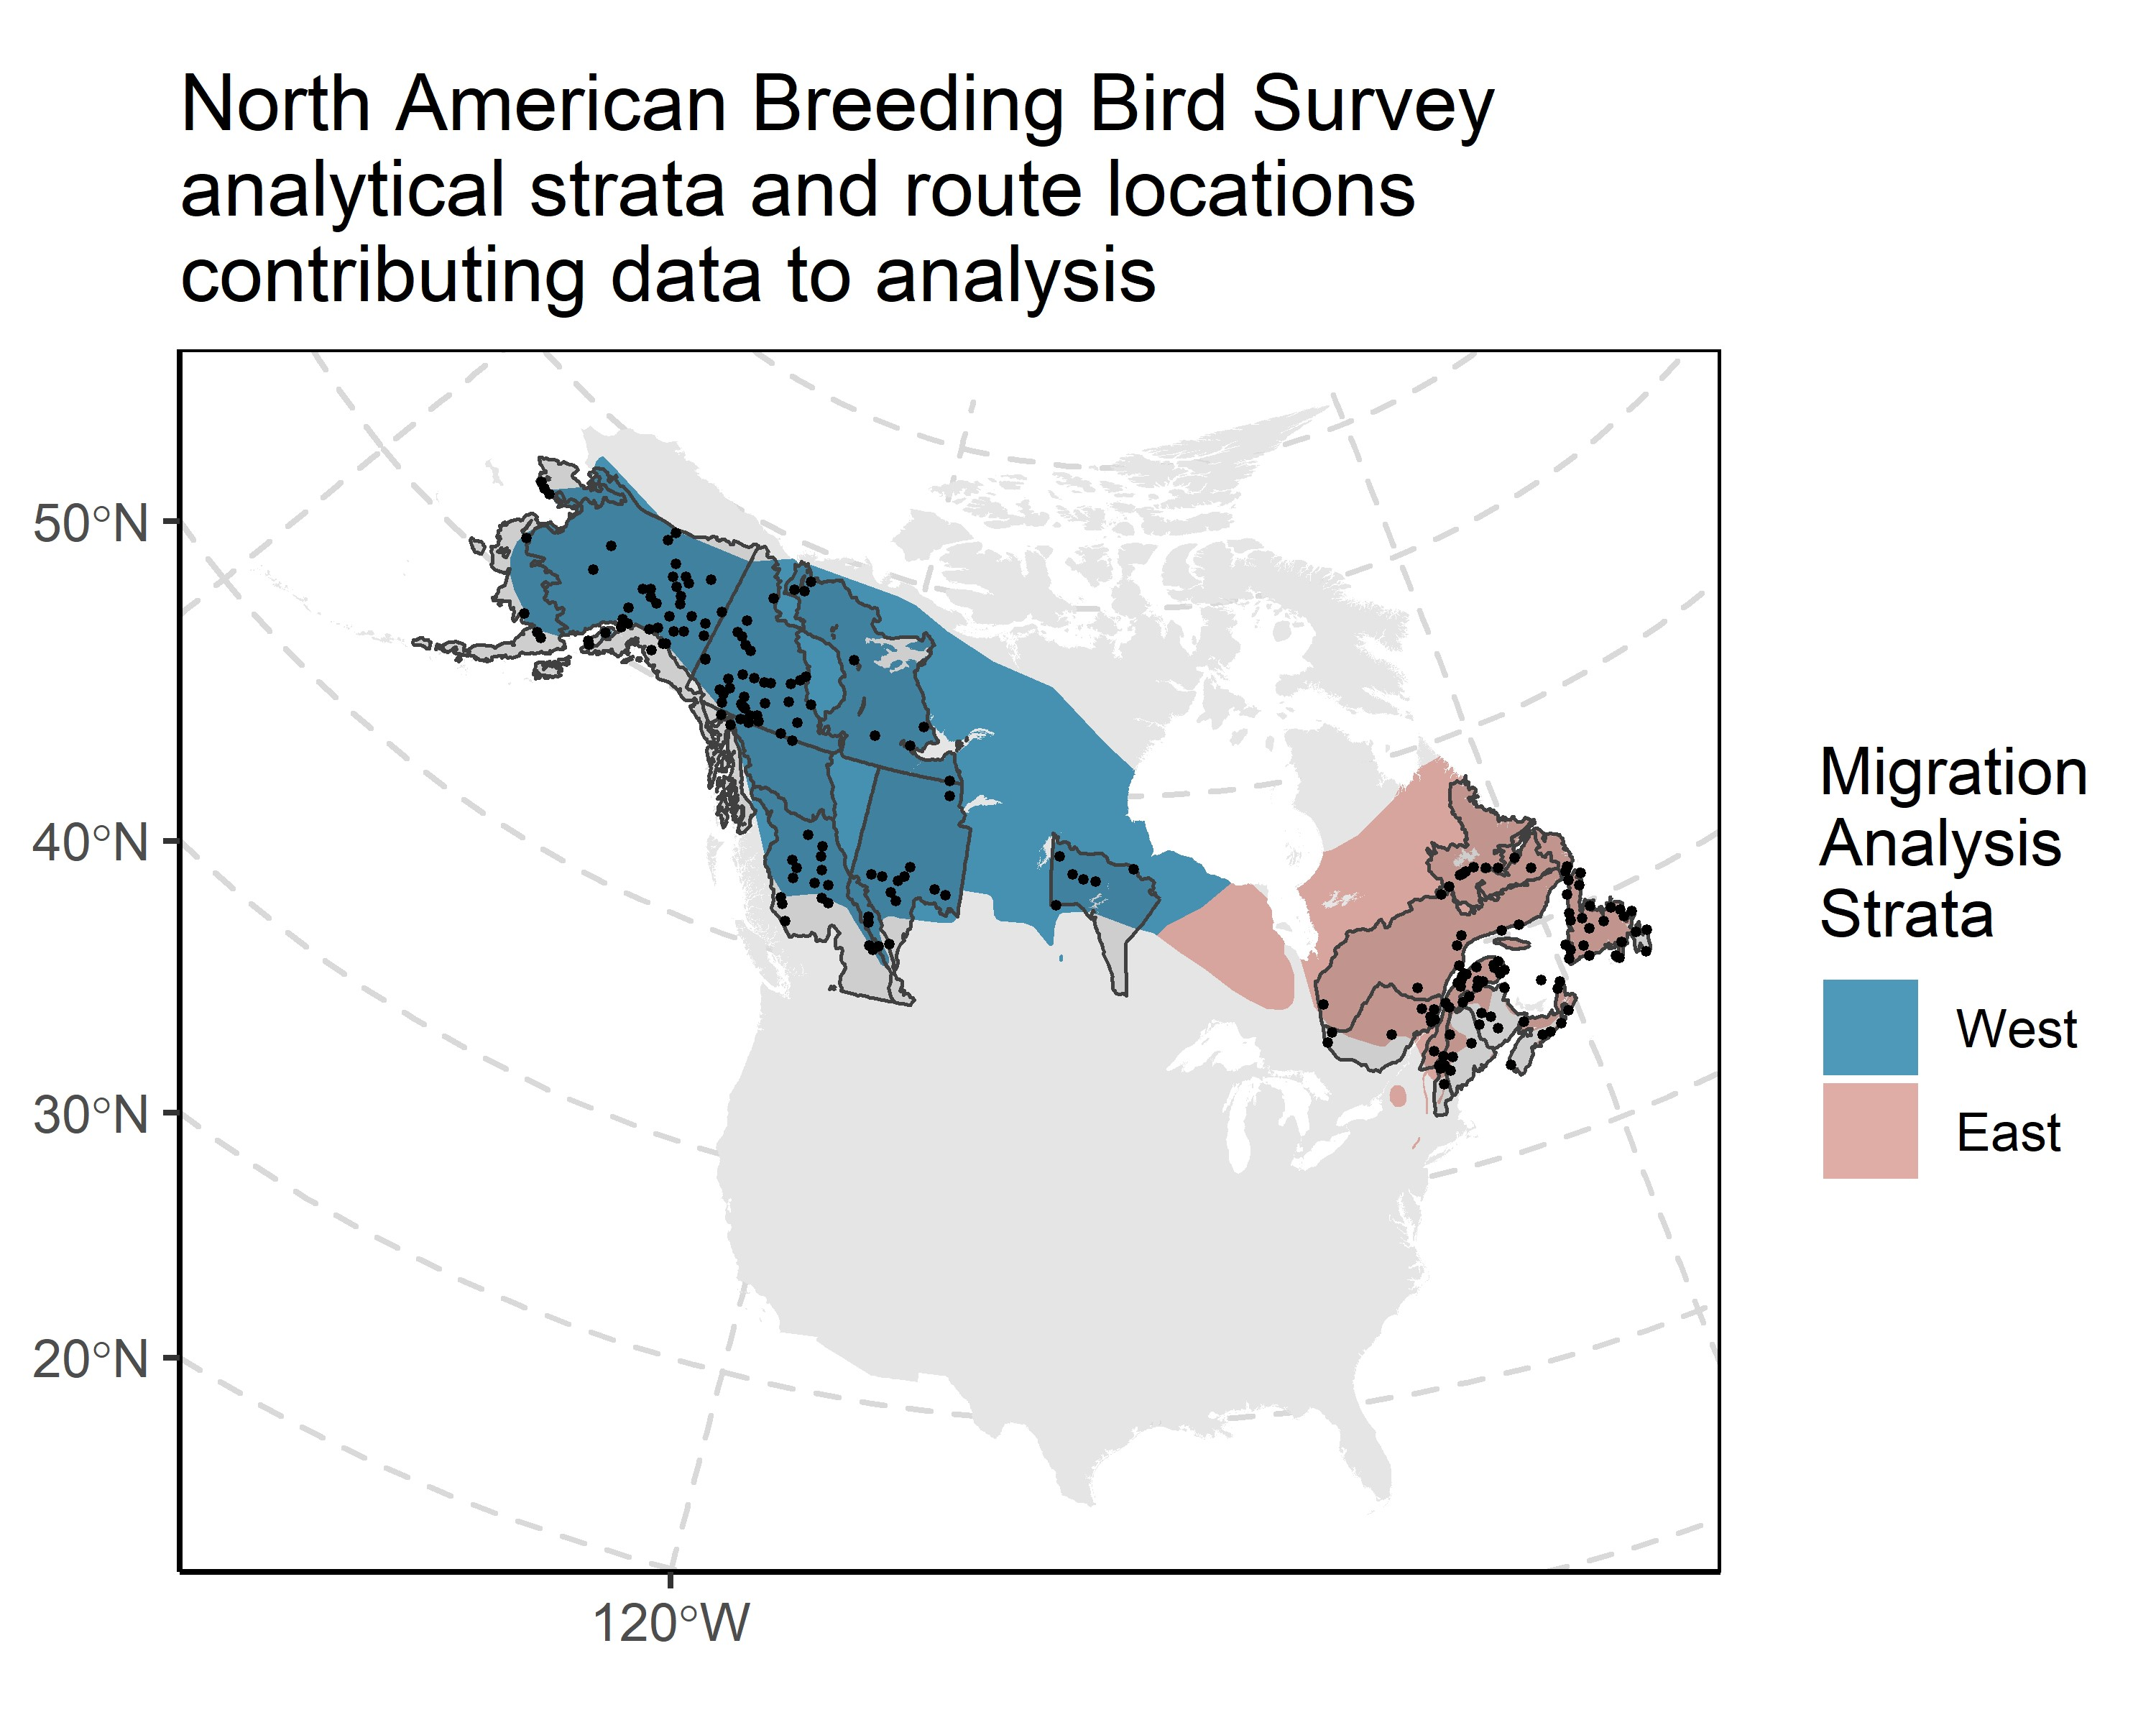 North American Breeding Bird Survey
analytical strata and route locations
contributing data to analysis
50°N
40°N
30°N
20°N
120°W
Migration
Analysis
Strata
West
East